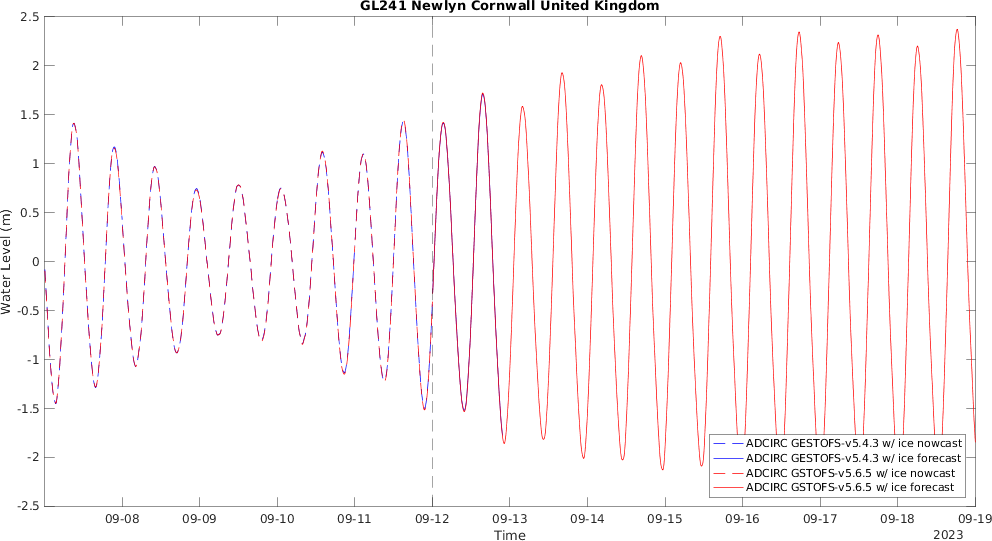 GL241 Newlyn Cornwall United Kingdom
2.5
2
1.5
1
0.5
0
-0.5
-1
-1.5
-2
-2.5
Water Level (m)
ADCIRC GESTOFS-v5.4.3 w/ ice nowcast
ADCIRC GESTOFS-v5.4.3 w/ ice forecast
ADCIRC GSTOFS-v5.6.5 w/ ice nowcast
ADCIRC GSTOFS-v5.6.5 w/ ice forecast
09-08 09-09 09-10 09-11 09-12 09-13 09-14 09-15 09-16 09-17 09-18 09-19
Time
2023